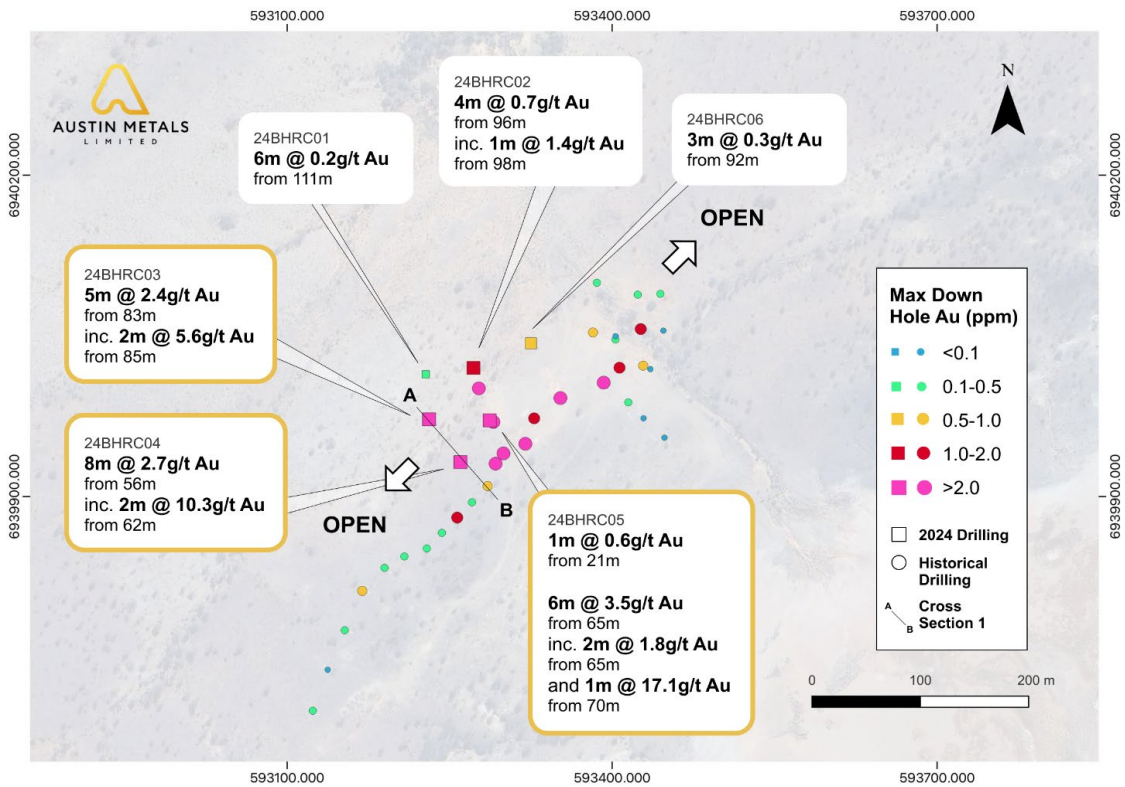 593100.000
593400.000
593700.000
AUSTIN METALS
LIMITED
24BHRC01
6m @ 0.2g/t Au
from 111m
24BHRC02
4m @ 0.7g/t Au
from 96m
inc. 1m @ 1.4g/t Au
from 98m
24BHRC06
3m @ 0.3g/t Au
from 92m
N
6940200.000
6940200.000
OPEN
24BHRC03
5m @ 2.4g/t Au
from 83m
inc. 2m @ 5.6g/t Au
from 85m
Max Down
Hole Au (ppm)
<0.1
0.1-0.5
0.5-1.0
1.0-2.0
>2.0
2024 Drilling
Historical
Drilling
A
B
Cross
Section 1
A
24BHRC04
8m @ 2.7g/t Au
from 56m
inc. 2m @ 10.3g/t Au
from 62m
6939900.000
6939900.000
OPEN
B
24BHRC05
1m @ 0.6g/t Au
from 21m
6m @ 3.5g/t Au
from 65m
inc. 2m @ 1.8g/t Au
from 65m
and 1m @ 17.1g/t Au
from 70m
0
100
200 m
593100.000
593400.000
593700.000